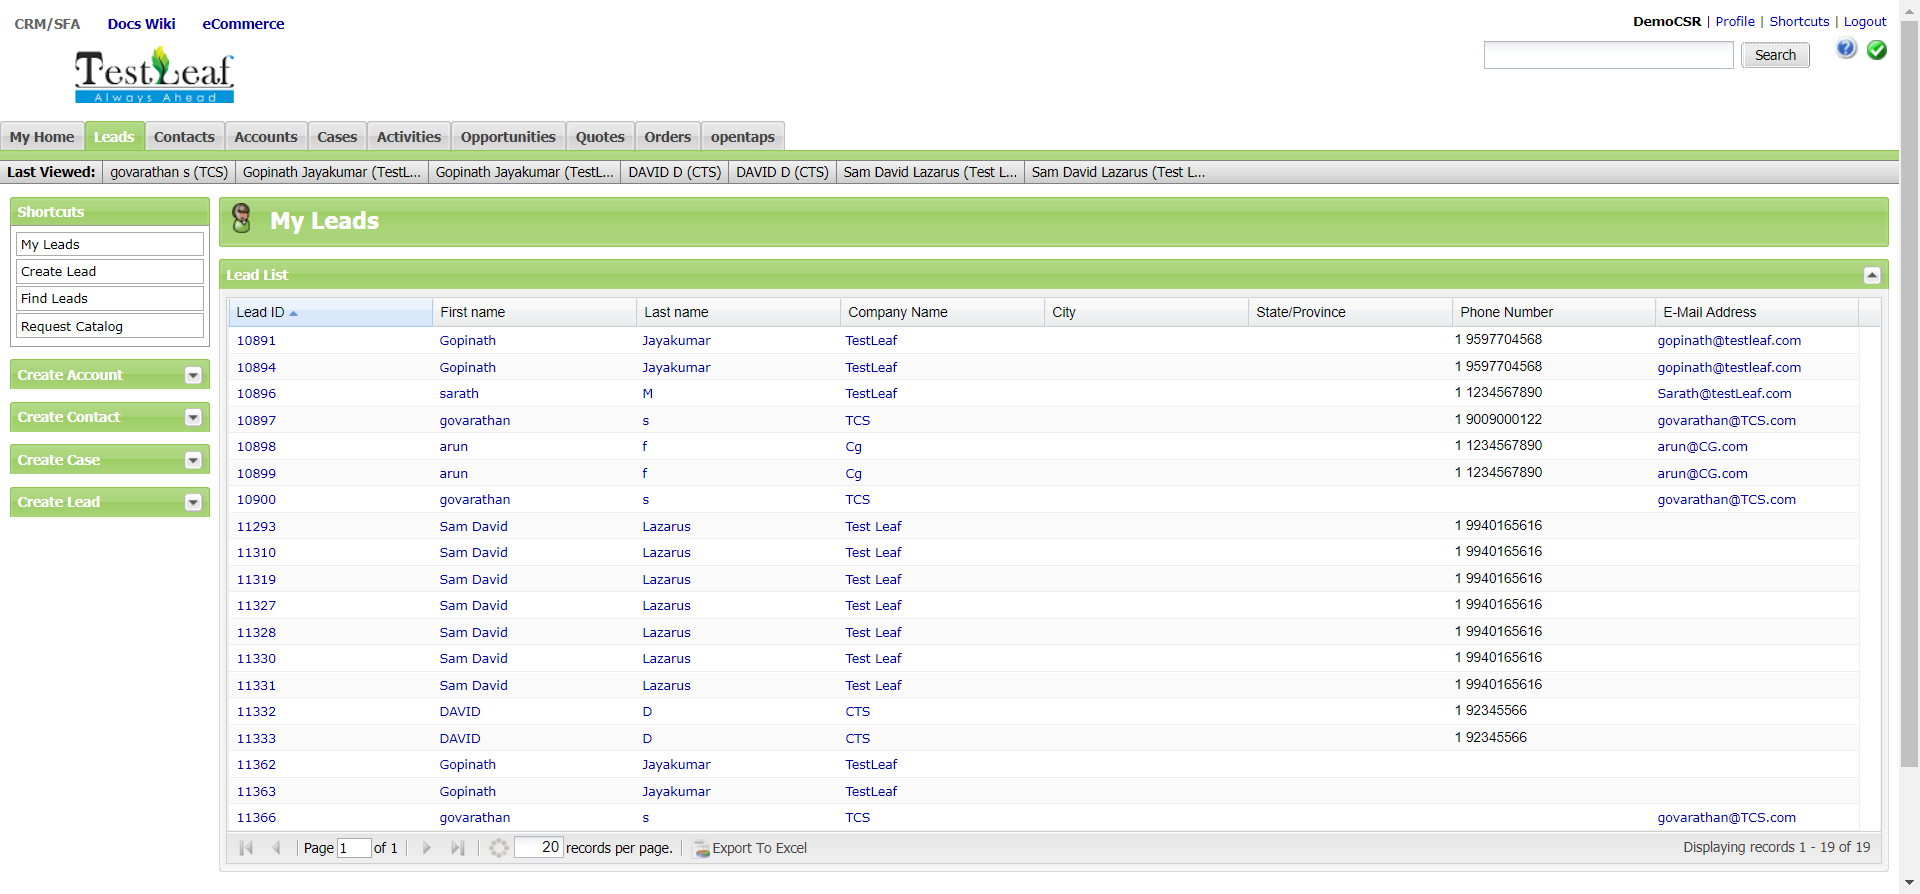 CRM/SFA Docs Wiki eCommerce
DemoCSR | Profile | Shortcuts | Logout
TestLeaf
Always Ahead
Search
My Home Leads Contacts Accounts Cases Activities Opportunities Quotes Orders opentaps
Last Viewed: govarathan s (TCS) Gopinath Jayakumar (TestL... Gopinath Jayakumar (TestL... DAVID D (CTS) DAVID D (CTS) Sam David Lazarus (Test L... Sam David Lazarus (Test L...
Shortcuts
My Leads
Create Lead
Find Leads
Request Catalog
Create Account
Create Contact
Create Case
Create Lead
My Leads
Lead List
Lead ID First name Last name Company Name City State/Province Phone Number E-Mail Address
10891 Gopinath Jayakumar TestLeaf 1 9597704568 gopinath@testleaf.com
10894 Gopinath Jayakumar TestLeaf 1 9597704568 gopinath@testleaf.com
10896 sarath M TestLeaf 1 1234567890 Sarath@testLeaf.com
10897 govarathan s TCS 1 9009000122 govarathan@TCS.com
10898 arun f Cg 1 1234567890 arun@CG.com
10899 arun f Cg 1 1234567890 arun@CG.com
10900 govarathan s TCS govarathan@TCS.com
11293 Sam David Lazarus Test Leaf 1 9940165616
11310 Sam David Lazarus Test Leaf 1 9940165616
11319 Sam David Lazarus Test Leaf 1 9940165616
11327 Sam David Lazarus Test Leaf 1 9940165616
11328 Sam David Lazarus Test Leaf 1 9940165616
11330 Sam David Lazarus Test Leaf 1 9940165616
11331 Sam David Lazarus Test Leaf 1 9940165616
11332 DAVID D CTS 1 92345566
11333 DAVID D CTS 1 92345566
11362 Gopinath Jayakumar TestLeaf
11363 Gopinath Jayakumar TestLeaf
11366 govarathan s TCS govarathan@TCS.com
Page 1 of 1 20 records per page. Export To Excel Displaying records 1 - 19 of 19